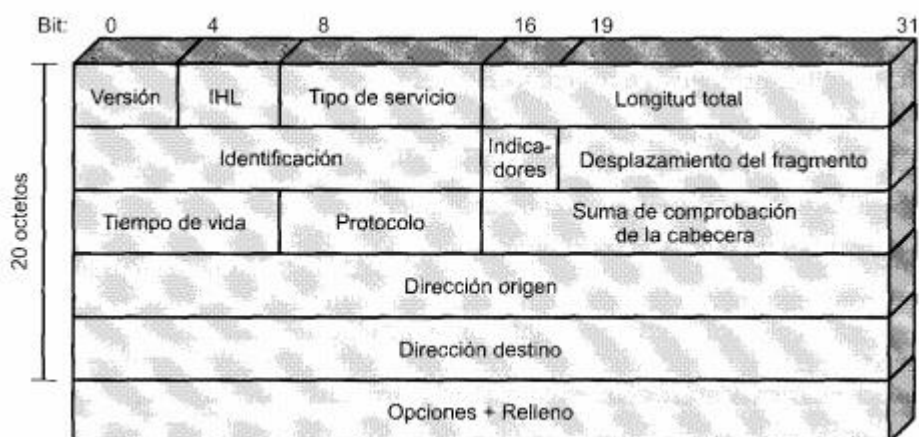 Bit: 0 4 8 16 19 31
Versión IHL Tipo de servicio Longitud total
Identificación Indica-
dores Desplazamiento del fragmento
Tiempo de vida Protocolo Suma de comprobación
de la cabecera
Dirección origen
Dirección destino
Opciones + Relleno
20 octetos